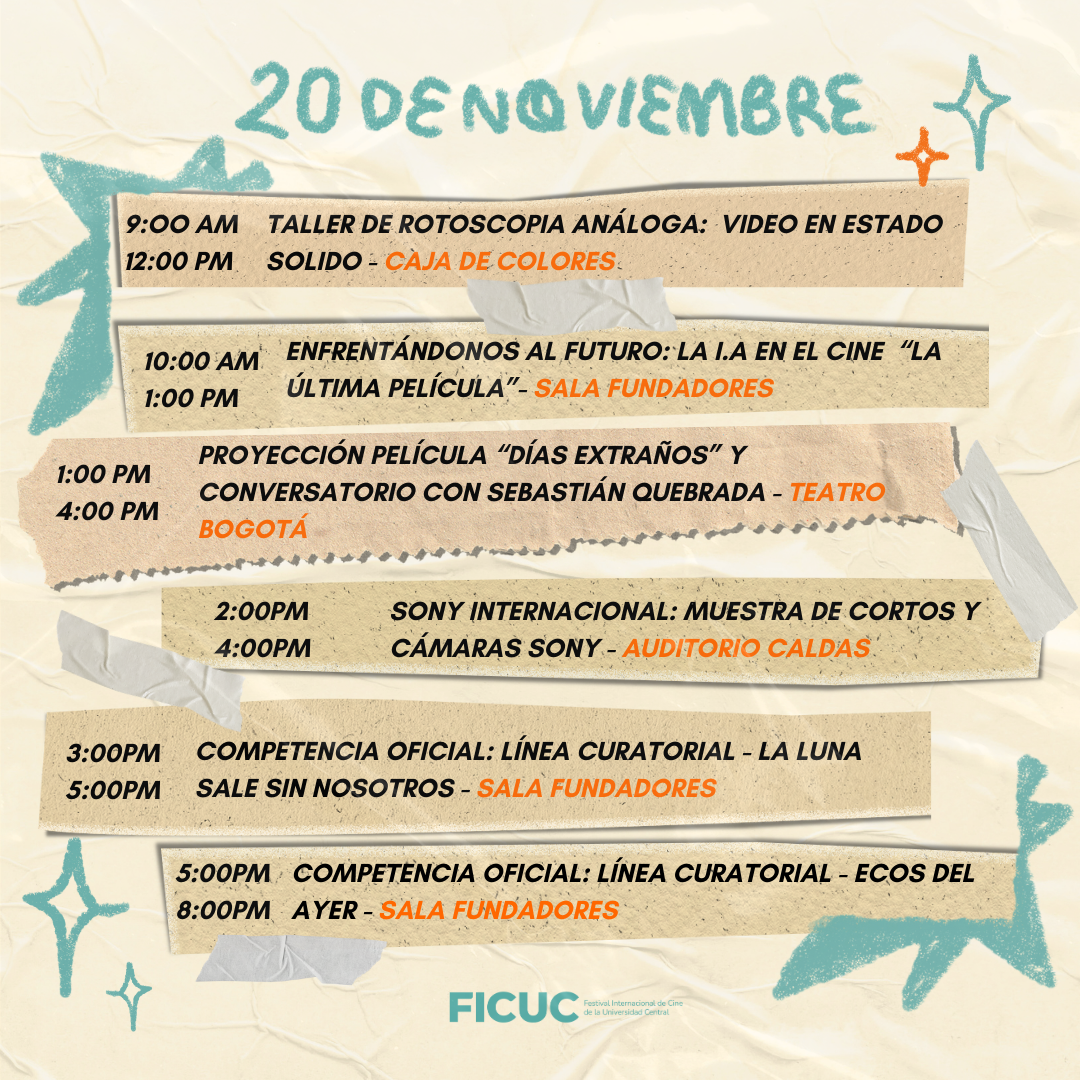 20 DE NOVIEMBRE
9:00 AM TALLER DE ROTOSCOPIA ANÁLOGA: VIDEO EN ESTADO
12:00 PM SOLIDO - CAJA DE COLORES
10:00 AM ENFRENTÁNDONOS AL FUTURO: LA I.A EN EL CINE “LA
1:00 PM ÚLTIMA PELÍCULA”- SALA FUNDADORES
PROYECCIÓN PELÍCULA “DÍAS EXTRAÑOS” Y
1:00 PM CONVERSATORIO CON SEBASTIÁN QUEBRADA - TEATRO
4:00 PM BOGOTÁ
2:00PM SONY INTERNACIONAL: MUESTRA DE CORTOS Y
4:00PM CÁMARAS SONY - AUDITORIO CALDAS
3:00PM COMPETENCIA OFICIAL: LÍNEA CURATORIAL - LA LUNA
5:00PM SALE SIN NOSOTROS - SALA FUNDADORES
5:00PM COMPETENCIA OFICIAL: LÍNEA CURATORIAL - ECOS DEL
8:00PM AYER - SALA FUNDADORES
FICUC Festival Internacional de Cine
de la Universidad Central